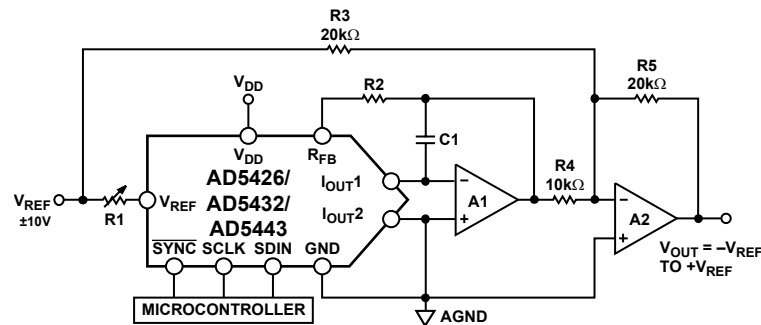 R3
20kΩ
VDD
R2
R5
20kΩ
VDD
RFB
C1
AD5426/
AD5432/
AD5443
IOUT1
IOUT2
R4
10kΩ
VREF
±10V
R1
VREF
A1
A2
SYNC SCLK SDIN GND
VOUT = –VREF
TO +VREF
MICROCONTROLLER
AGND